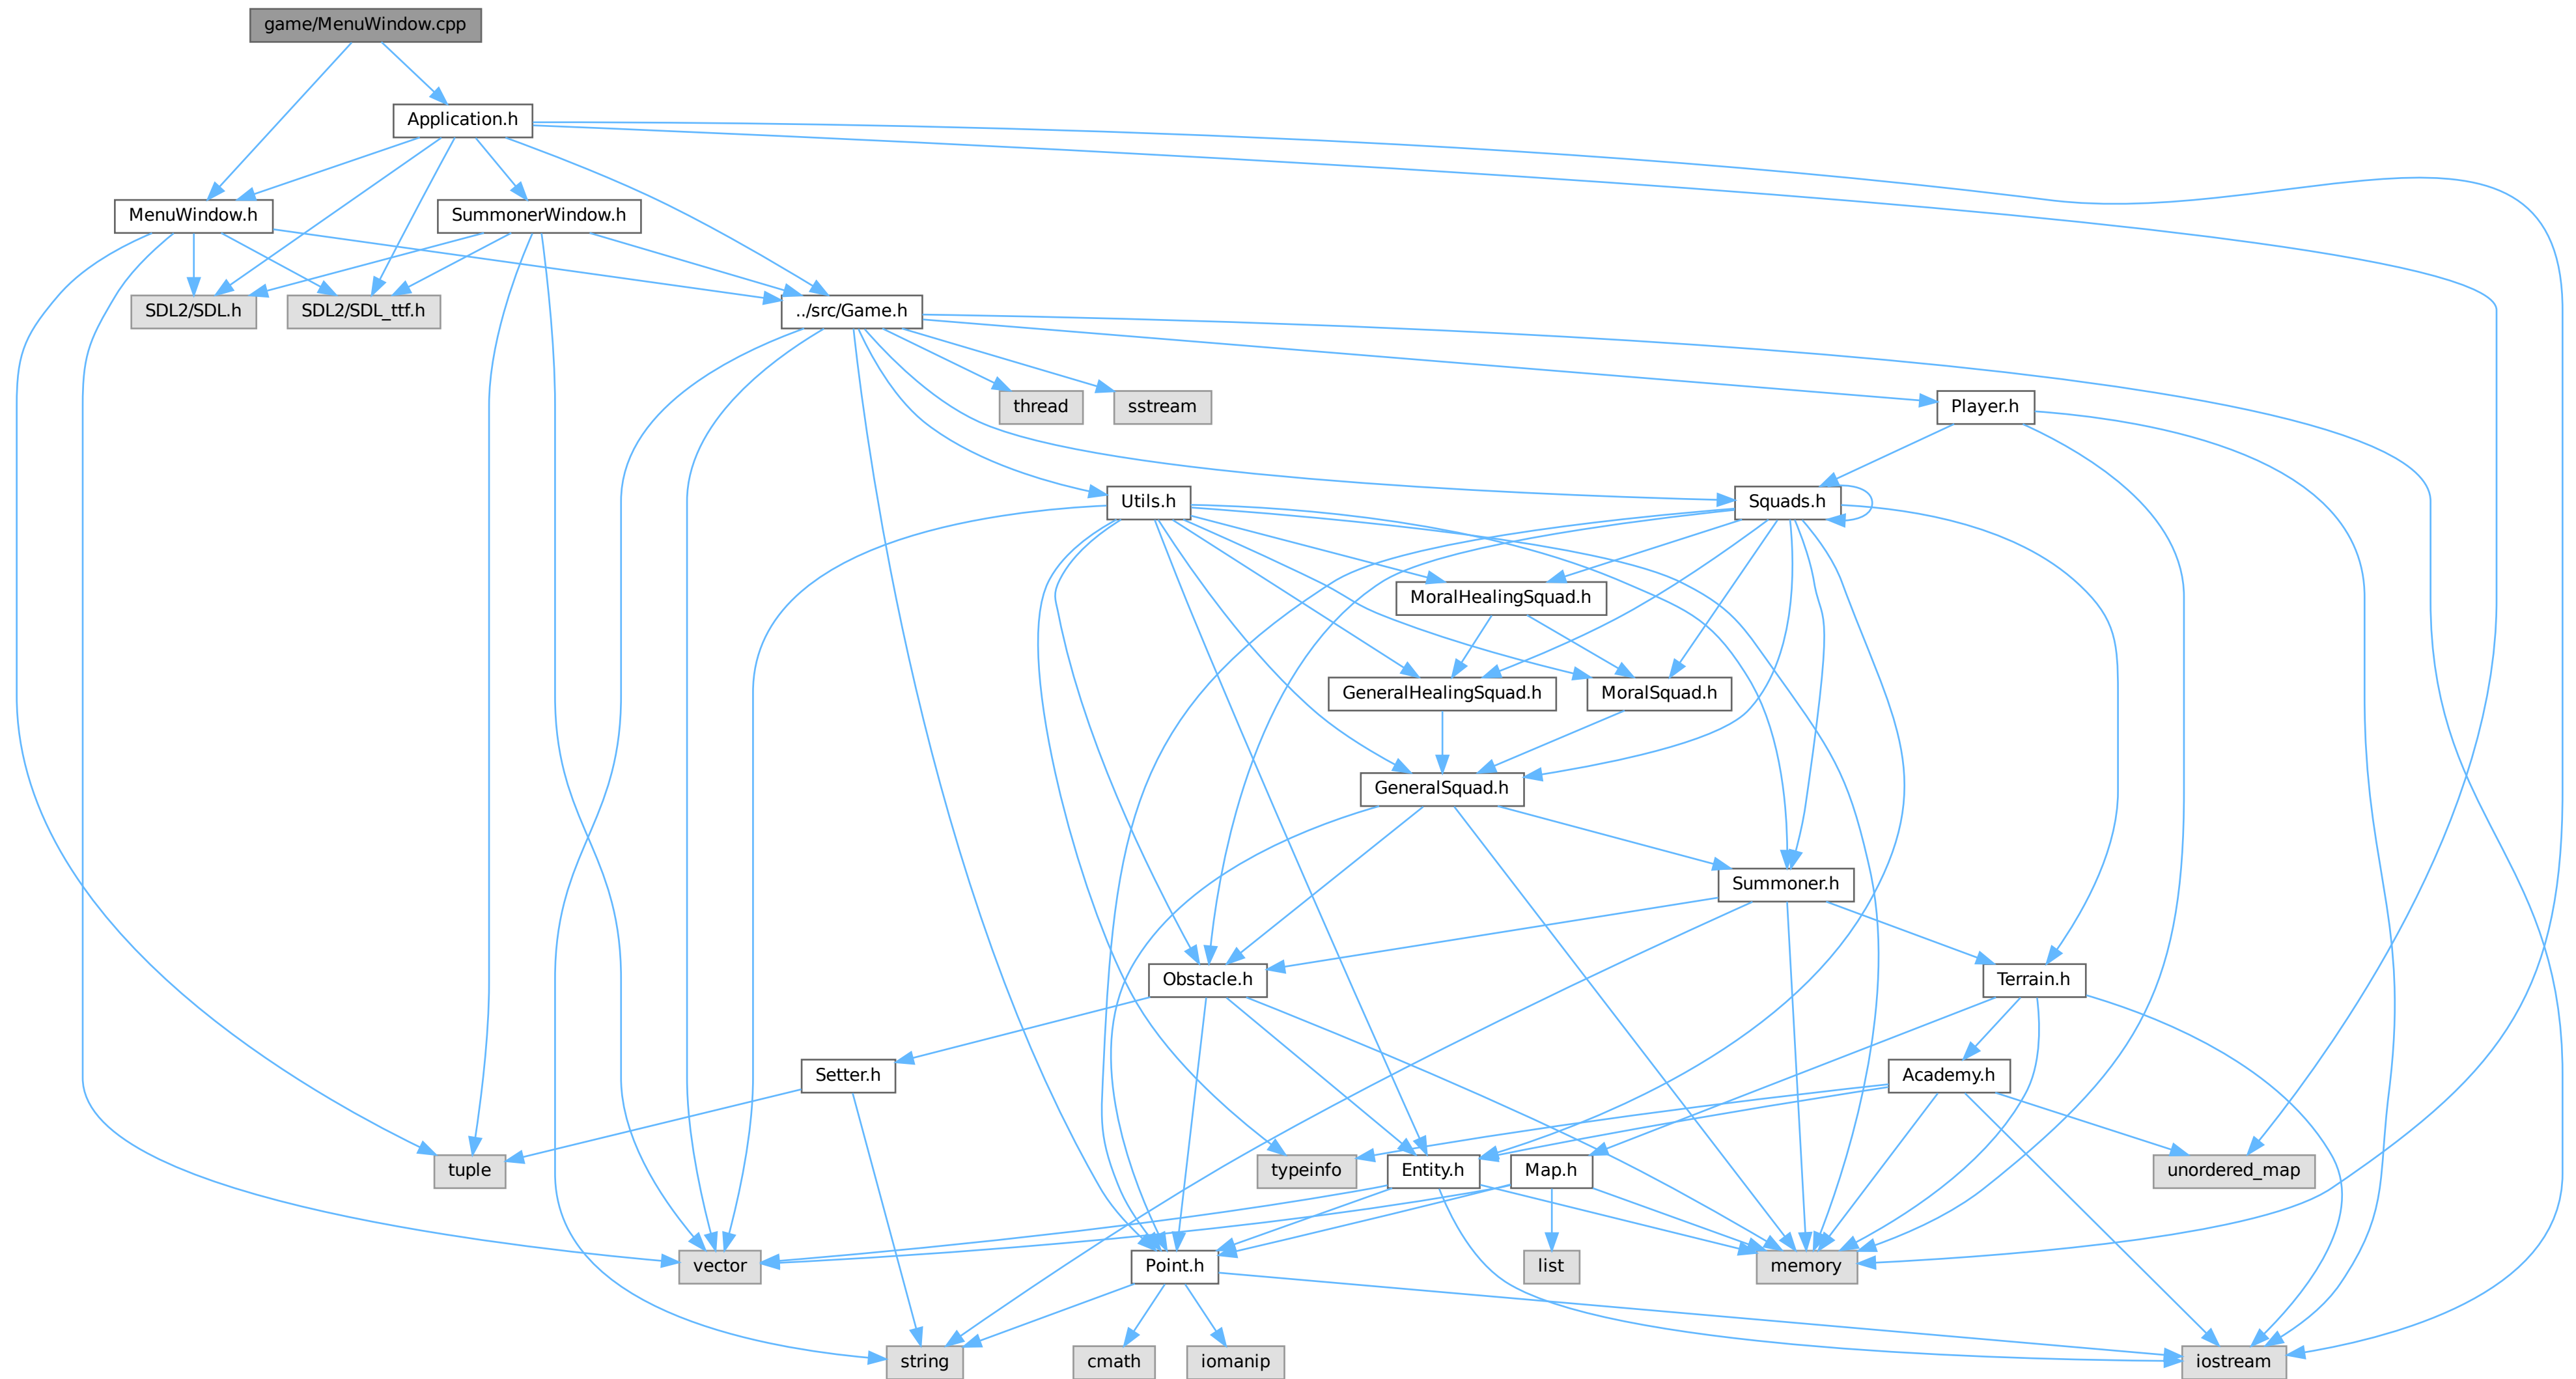 game/MenuWindow.cpp
Application.h
MenuWindow.h
SummonerWindow.h
SDL2/SDL.h
SDL2/SDL_ttf.h
../src/Game.h
thread
sstream
Player.h
Utils.h
Squads.h
MoralHealingSquad.h
GeneralHealingSquad.h
MoralSquad.h
GeneralSquad.h
Summoner.h
Obstacle.h
Terrain.h
Setter.h
Academy.h
tuple
typeinfo
Entity.h
Map.h
unordered_map
vector
Point.h
list
memory
string
cmath
iomanip
iostream